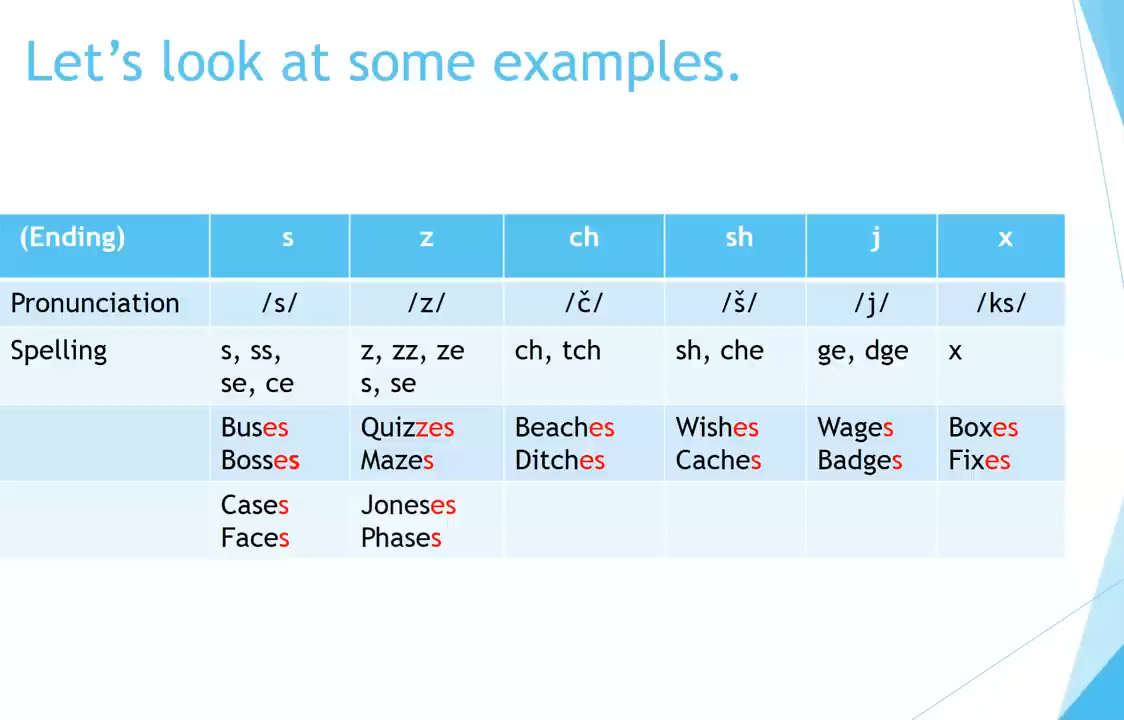 Let’s look at some examples.
(Ending) s z ch sh j x
Pronunciation /s/ /z/ /č/ /š/ /j/ /ks/
Spelling s, ss, z, zz, ze ch, tch sh, che ge, dge x
se, ce s, se
Buses Quizzes Beaches Wishes Wages Boxes
Bosses Mazes Ditches Caches Badges Fixes
Cases Joneses
Faces Phases